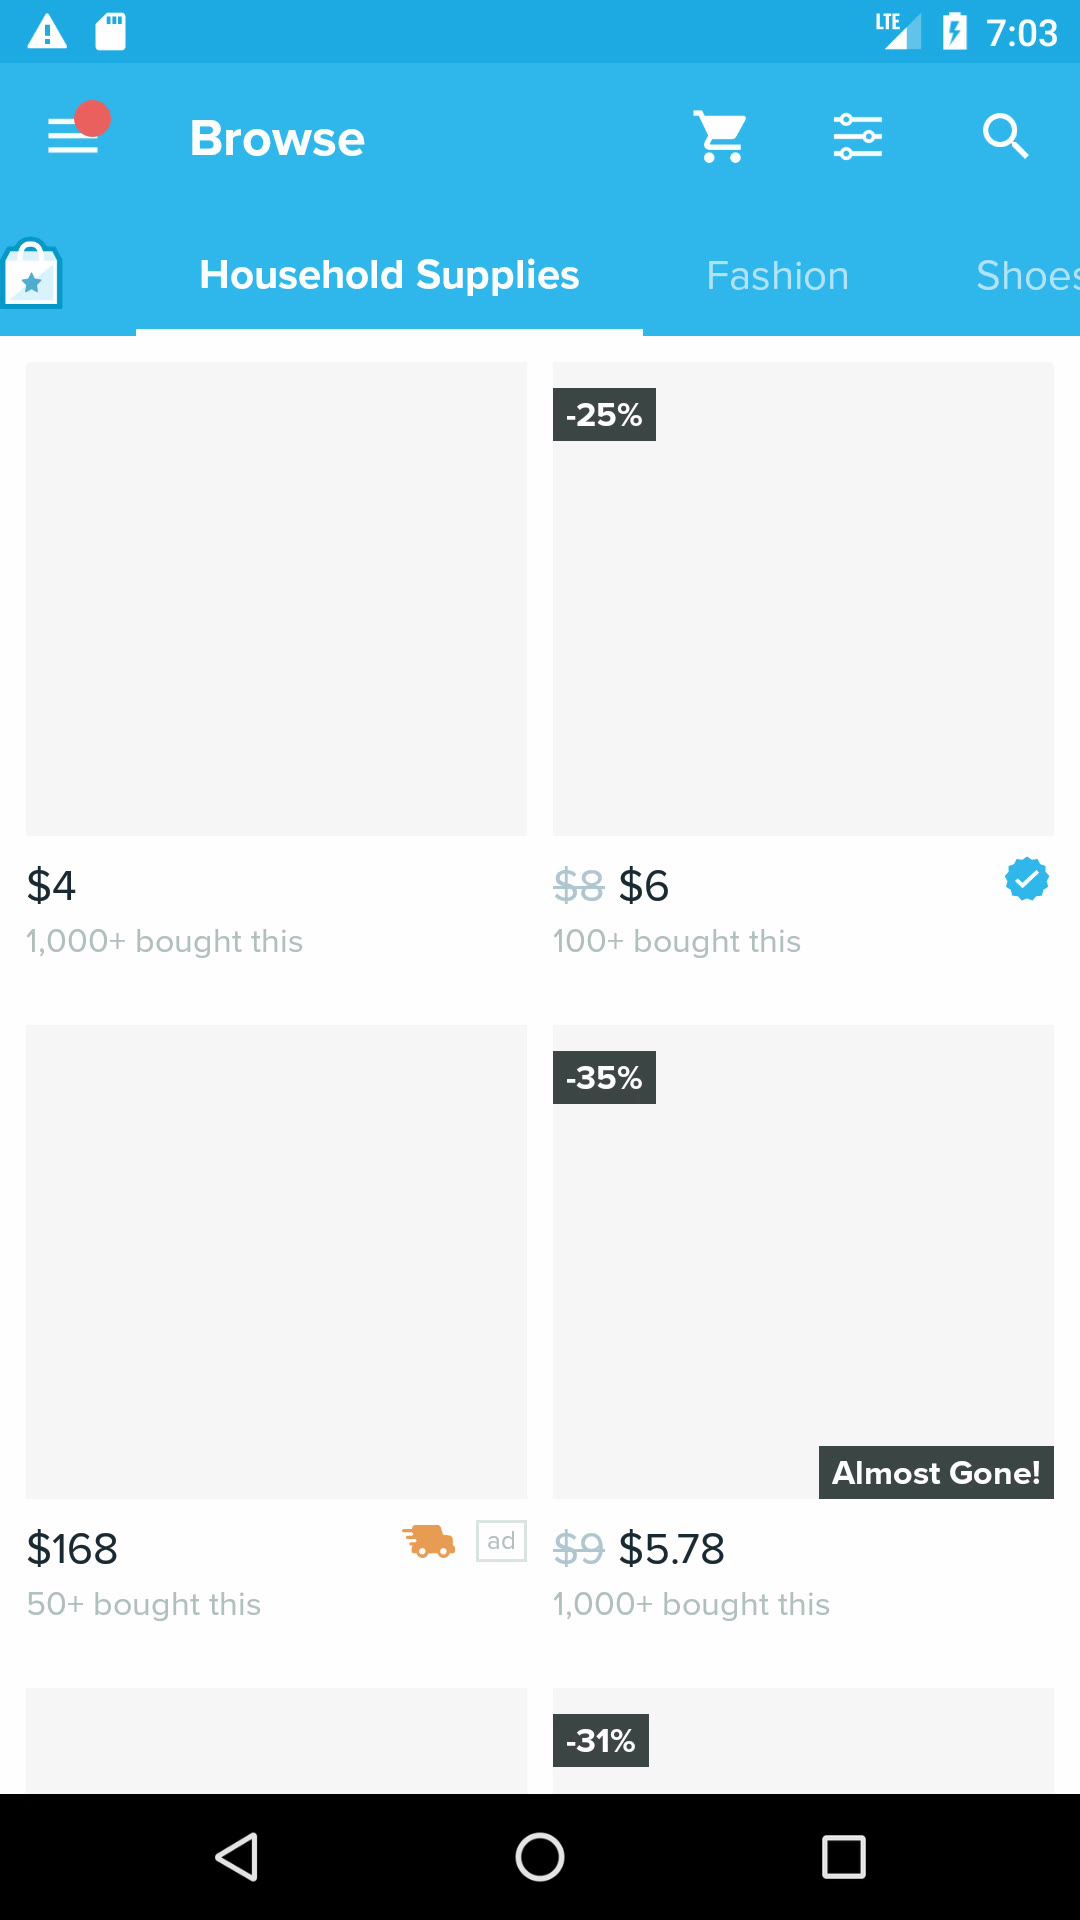 LTE 7:03
Browse
Household Supplies Fashion Shoes
-25%
$4
1,000+ bought this
$8 $6
100+ bought this
-35%
Almost Gone!
$168 ad
50+ bought this
$9 $5.78
1,000+ bought this
-31%